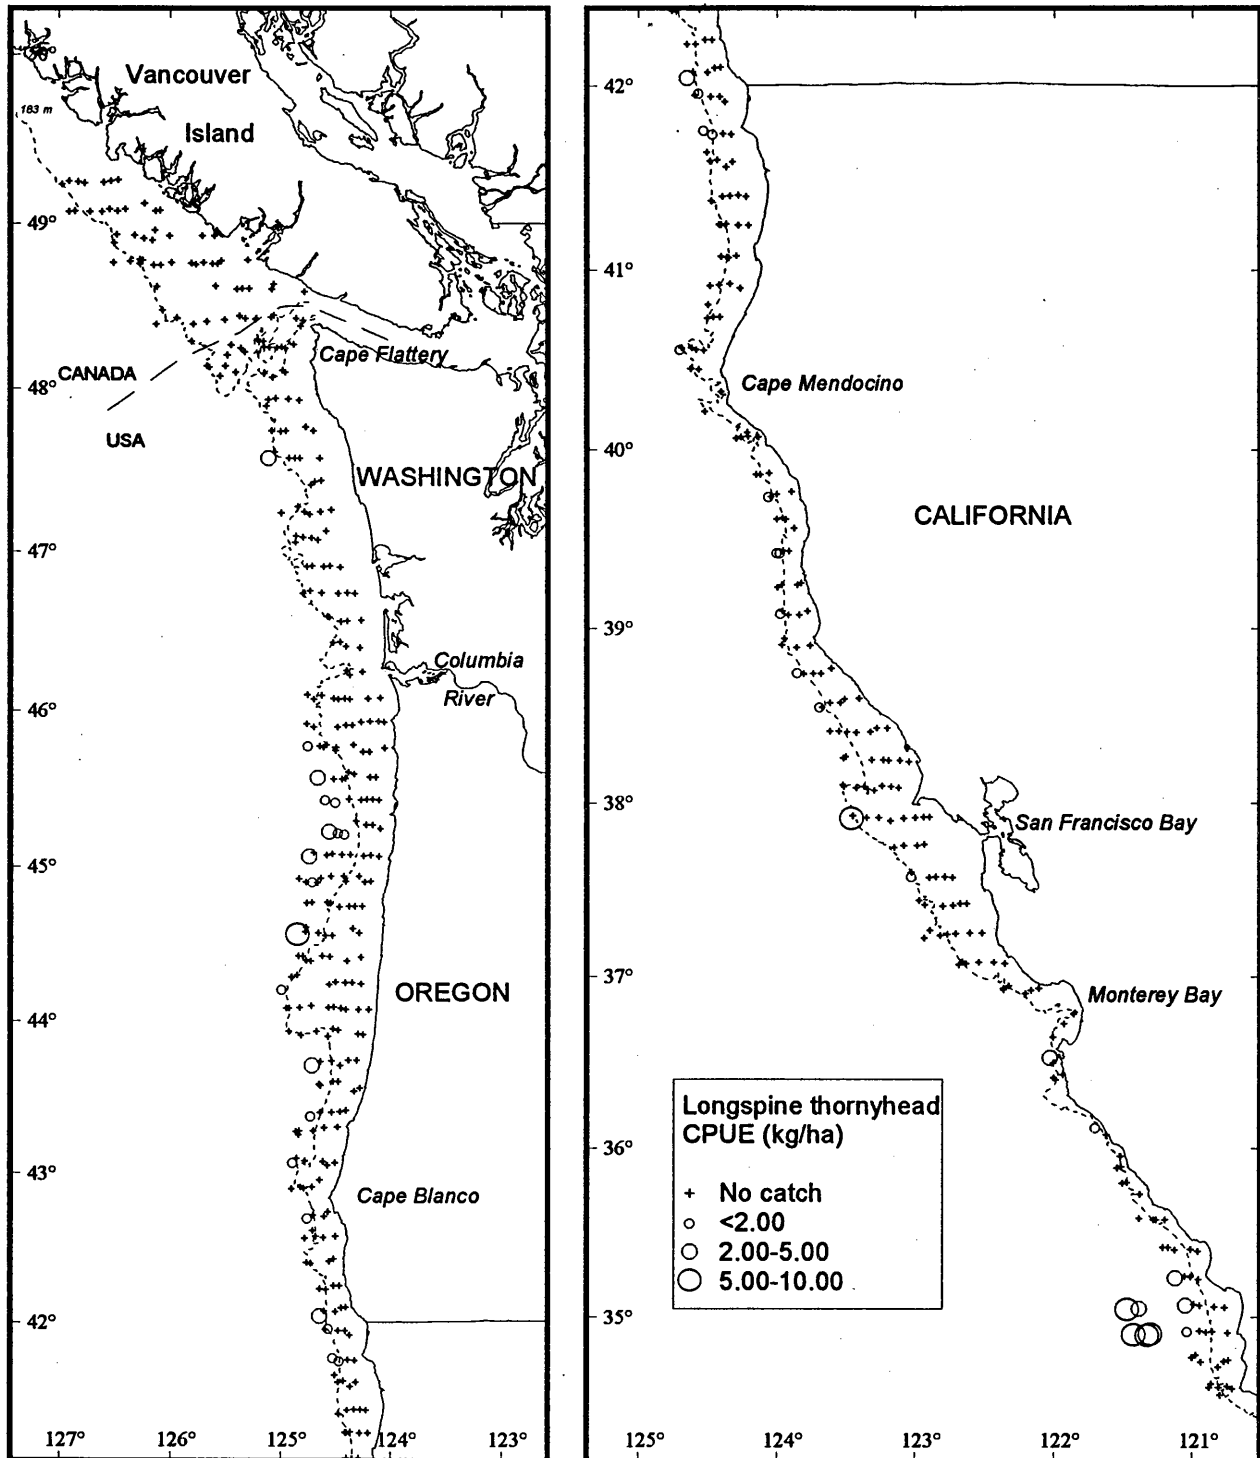 Vancouver
Island
183 m
49°
CANADA
USA
Cape Flattery
48°
WASHINGTON
47°
Columbia
River
46°
45°
OREGON
44°
43°
Cape Blanco
42°
127°
126°
125°
124°
123°
42°
41°
Cape Mendocino
40°
CALIFORNIA
39°
38°
San Francisco Bay
37°
Monterey Bay
36°
35°
Longspine thornyhead
CPUE (kg/ha)
+ No catch
<2.00
2.00-5.00
5.00-10.00
125°
124°
123°
122°
121°